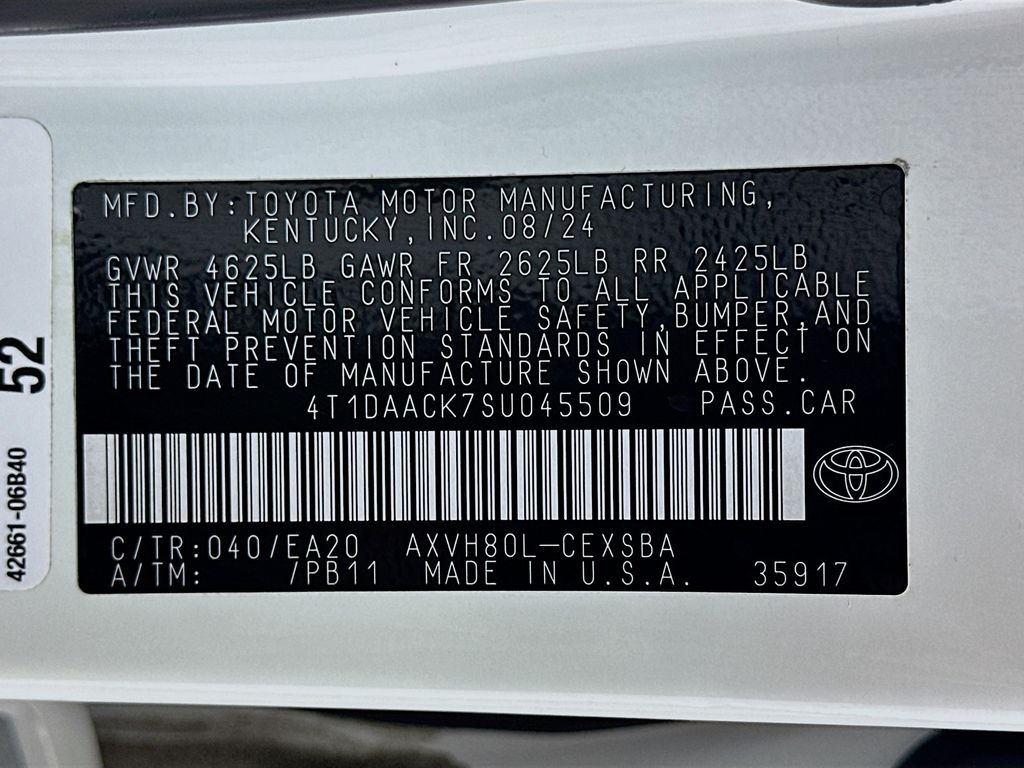 MFD.BY:TOYOTA MOTOR MANUFACTURING,
KENTUCKY,INC.08/24
GVWR 4625LB GAWR FR 2625LB RR 2425LB
THIS VEHICLE CONFORMS TO ALL APPLICABLE
FEDERAL MOTOR VEHICLE SAFETY,BUMPER,AND
THEFT PREVENTION STANDARDS IN EFFECT ON
THE DATE OF MANUFACTURE SHOWN ABOVE.
4T1DAACK7SU045509 PASS.CAR
C/TR:040/EA20 AXVH80L-CEXSBA
A/TM: /PB11 MADE IN U.S.A. 35917
52
42661-06B40